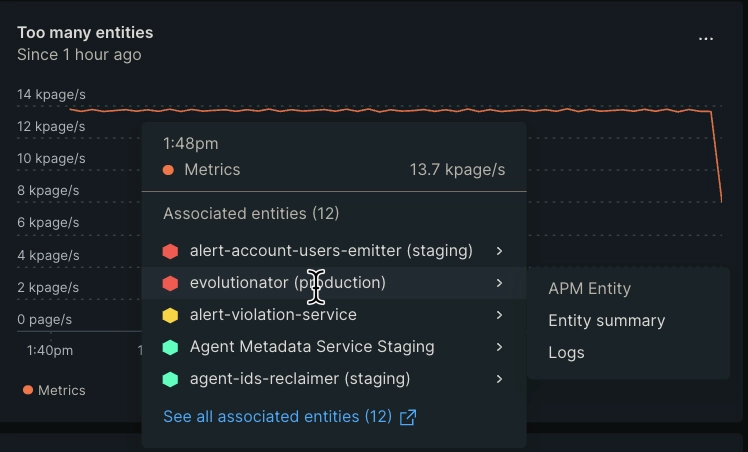 Too many entities
...
Since 1 hour ago
14 kpage/s
12 kpage/s
10 kpage/s
8 kpage/s
6 kpage/s
4 kpage/s
2 kpage/s
0 page/s
1:40pm
1
Metrics
1:48pm
Metrics 13.7 kpage/s
Associated entities (12)
alert-account-users-emitter (staging)
evolutionator (production)
alert-violation-service
Agent Metadata Service Staging
agent-ids-reclaimer (staging)
See all associated entities (12)
APM Entity
Entity summary
Logs